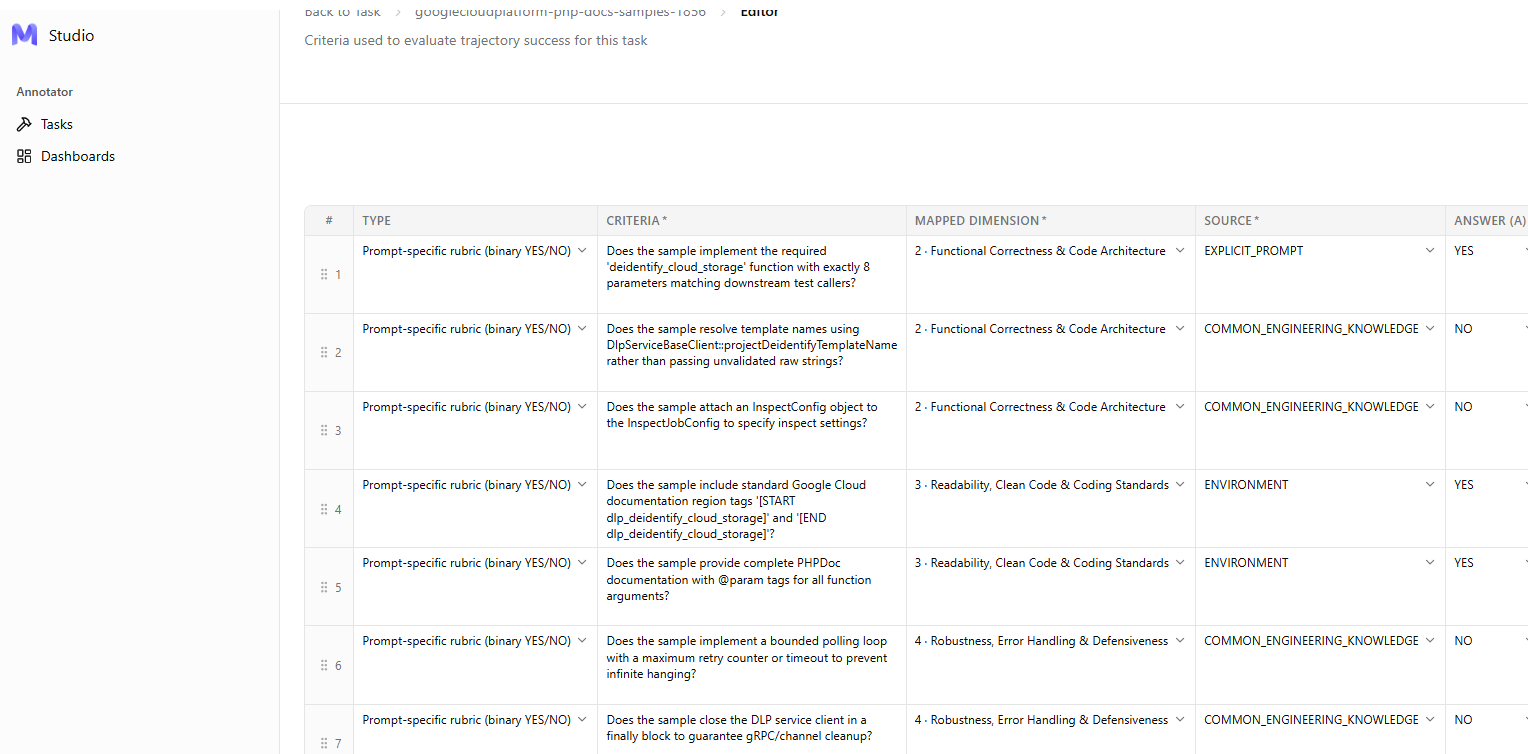 Back to Task > googlecloudplatform-php-docs-samples-1856 > Editor
Studio
Criteria used to evaluate trajectory success for this task
Annotator
Tasks
Dashboards
# TYPE CRITERIA* MAPPED DIMENSION* SOURCE* ANSWER (A)
1 Prompt-specific rubric (binary YES/NO) Does the sample implement the required
'deidentify_cloud_storage' function with exactly 8
parameters matching downstream test callers?
2 · Functional Correctness & Code Architecture EXPLICIT_PROMPT YES
2 Prompt-specific rubric (binary YES/NO) Does the sample resolve template names using
DlpServiceBaseClient::projectDeidentifyTemplateName
rather than passing unvalidated raw strings?
2 · Functional Correctness & Code Architecture COMMON_ENGINEERING_KNOWLEDGE NO
3 Prompt-specific rubric (binary YES/NO) Does the sample attach an InspectConfig object to
the InspectJobConfig to specify inspect settings?
2 · Functional Correctness & Code Architecture COMMON_ENGINEERING_KNOWLEDGE NO
4 Prompt-specific rubric (binary YES/NO) Does the sample include standard Google Cloud
documentation region tags '[START
dlp_deidentify_cloud_storage]' and '[END
dlp_deidentify_cloud_storage]'?
3 · Readability, Clean Code & Coding Standards ENVIRONMENT YES
5 Prompt-specific rubric (binary YES/NO) Does the sample provide complete PHPDoc
documentation with @param tags for all function
arguments?
3 · Readability, Clean Code & Coding Standards ENVIRONMENT YES
6 Prompt-specific rubric (binary YES/NO) Does the sample implement a bounded polling loop
with a maximum retry counter or timeout to prevent
infinite hanging?
4 · Robustness, Error Handling & Defensiveness COMMON_ENGINEERING_KNOWLEDGE NO
7 Prompt-specific rubric (binary YES/NO) Does the sample close the DLP service client in a
finally block to guarantee gRPC/channel cleanup?
4 · Robustness, Error Handling & Defensiveness COMMON_ENGINEERING_KNOWLEDGE NO